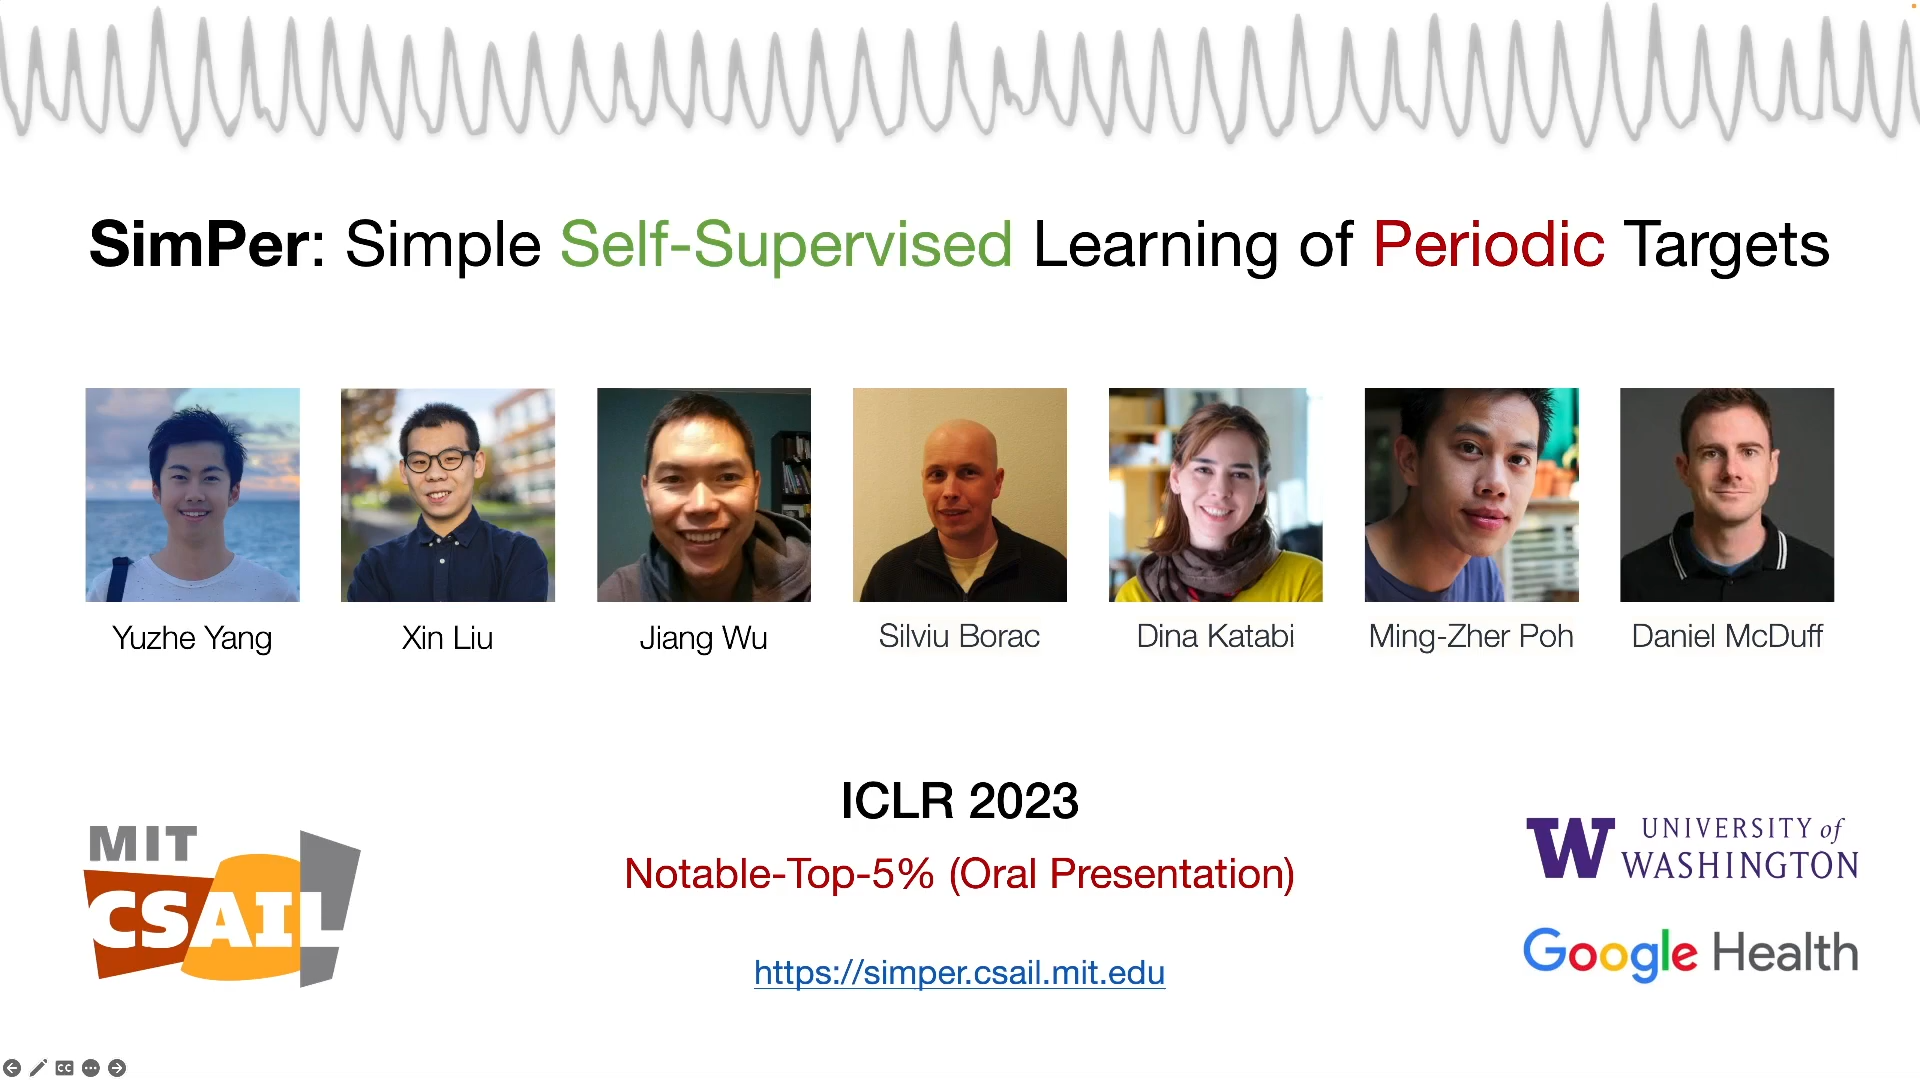 SimPer: Simple Self-Supervised Learning of Periodic Targets
Yuzhe Yang
Xin Liu
Jiang Wu
Silviu Borac
Dina Katabi
Ming-Zher Poh
Daniel McDuff
ICLR 2023
Notable-Top-5% (Oral Presentation)
https://simper.csail.mit.edu
MIT
CSAIL
UNIVERSITY of
WASHINGTON
W
Google Health
CC